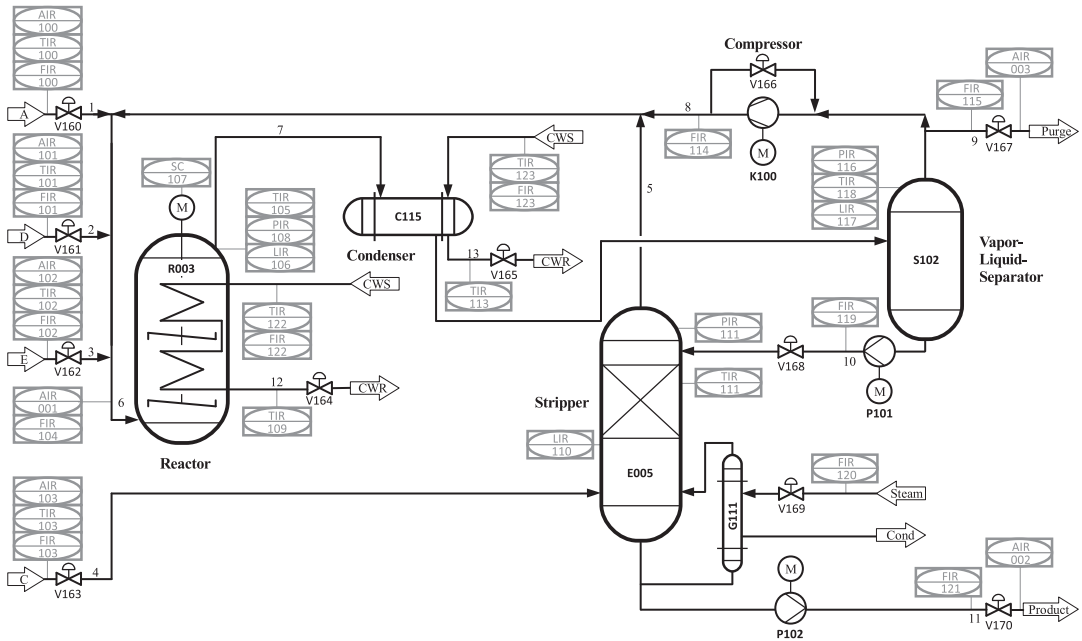 AIR
100
TIR
100
FIR
100
A
V160
1
AIR
101
TIR
101
FIR
101
D
V161
2
AIR
102
TIR
102
FIR
102
E
V162
3
AIR
001
FIR
104
6
AIR
103
TIR
103
FIR
103
C
V163
4
7
SC
107
M
R003
Reactor
TIR
105
PIR
108
LIR
106
CWS
TIR
122
FIR
122
12
V164
CWR
TIR
109
C115
Condenser
CWS
TIR
123
FIR
123
13
V165
CWR
TIR
113
5
8
FIR
114
Compressor
V166
M
K100
AIR
003
FIR
115
9
V167
Purge
PIR
116
TIR
118
LIR
117
S102
Vapor-
Liquid-
Separator
FIR
119
10
V168
M
P101
PIR
111
TIR
111
Stripper
LIR
110
E005
G111
FIR
120
V169
Steam
Cond
M
P102
AIR
002
FIR
121
11
V170
Product